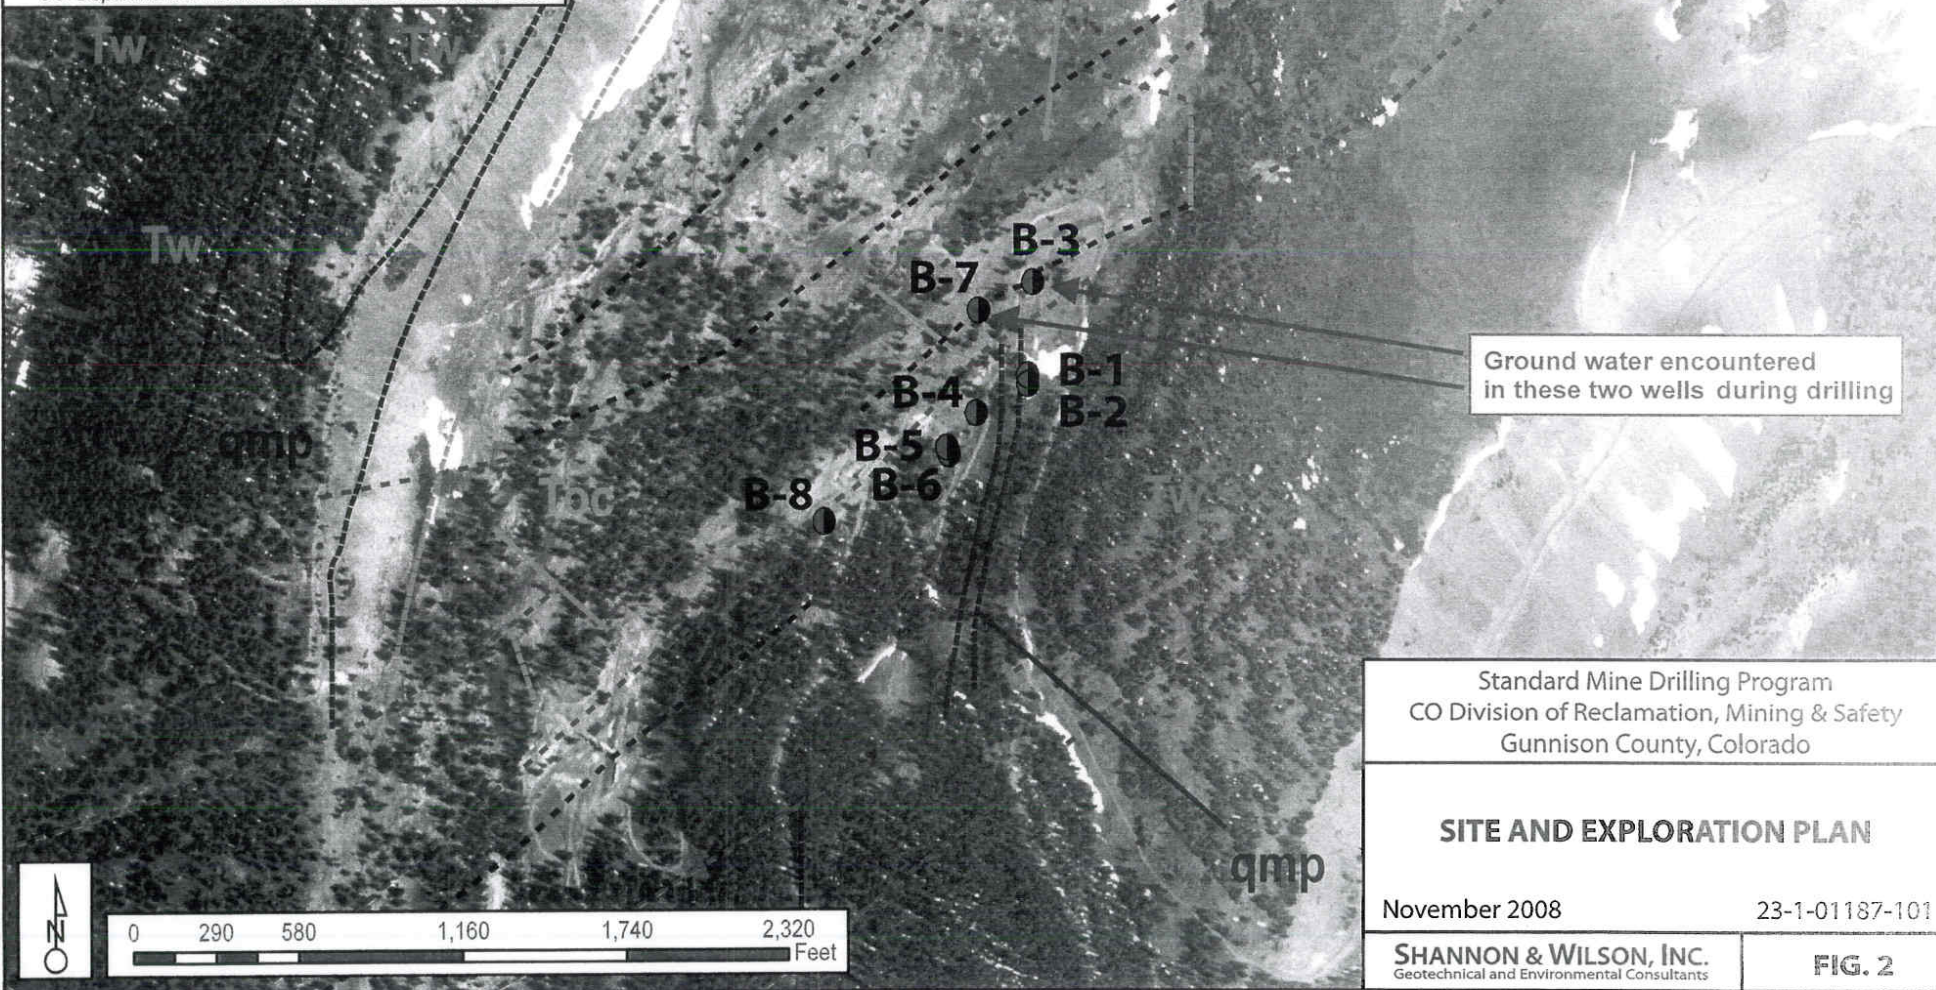 Tw
Tw
Tw
B-3
B-7
Ground water encountered
in these two wells during drilling
B-1
B-4
B-2
qmp
B-5
B-8
B-6
Tbc
Tw
Standard Mine Drilling Program
CO Division of Reclamation, Mining & Safety
Gunnison County, Colorado
SITE AND EXPLORATION PLAN
qmp
November 2008
23-1-01187-101
N
0 290 580 1,160 1,740 2,320
Feet
SHANNON & WILSON, INC.
Geotechnical and Environmental Consultants
FIG. 2